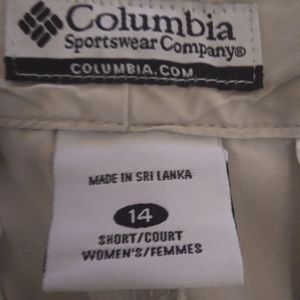 Columbia
Sportswear Company®
COLUMBIA.COM
MADE IN SRI LANKA
14
SHORT/COURT
WOMEN'S/FEMMES